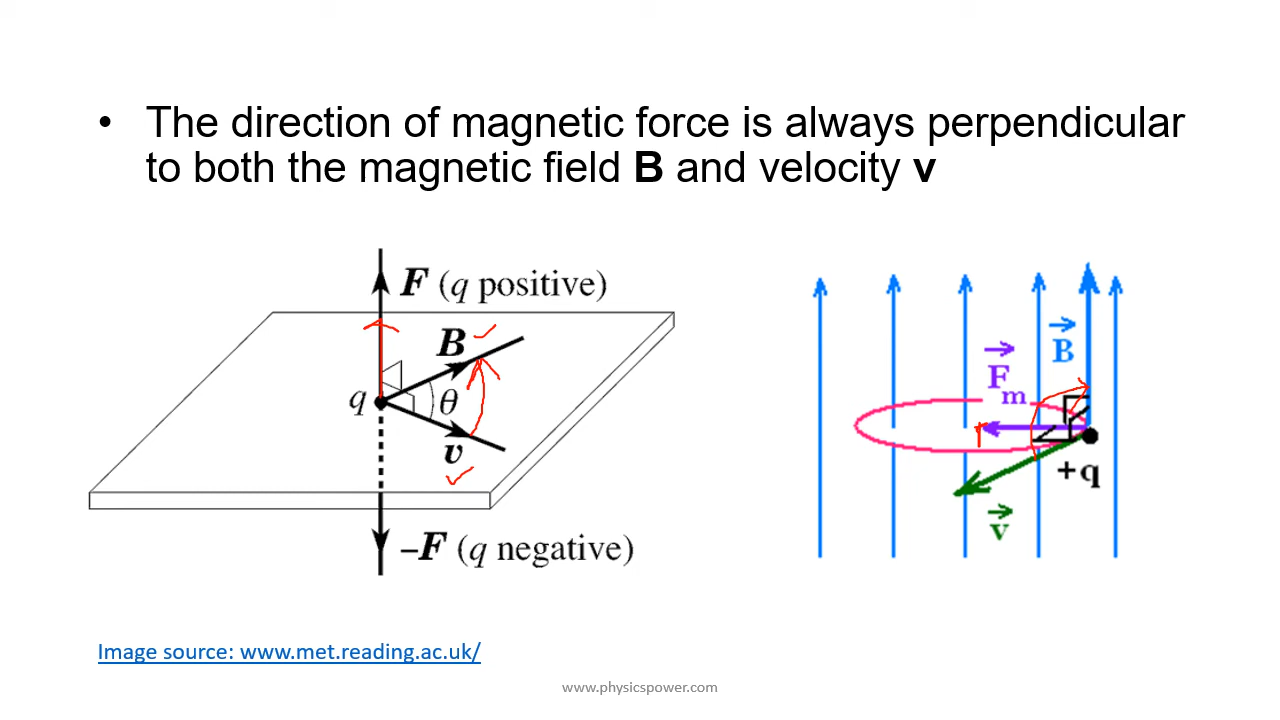 • The direction of magnetic force is always perpendicular
to both the magnetic field B and velocity v
F (q positive)
B
q
θ
v
–F (q negative)
B
F
m
+q
v
Image source: www.met.reading.ac.uk/
www.physicspower.com